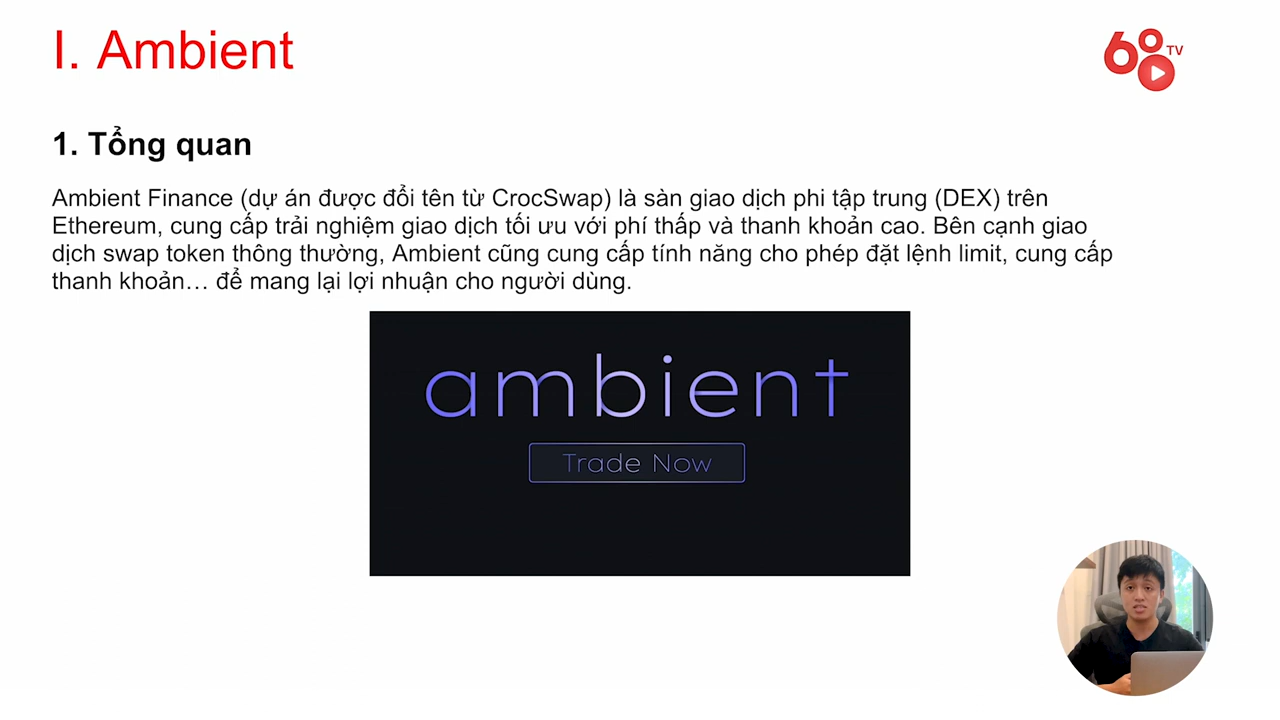 I. Ambient
68 TV
1. Tổng quan
Ambient Finance (dự án được đổi tên từ CrocSwap) là sàn giao dịch phi tập trung (DEX) trên
Ethereum, cung cấp trải nghiệm giao dịch tối ưu với phí thấp và thanh khoản cao. Bên cạnh giao
dịch swap token thông thường, Ambient cũng cung cấp tính năng cho phép đặt lệnh limit, cung cấp
thanh khoản… để mang lại lợi nhuận cho người dùng.
ambient
Trade Now